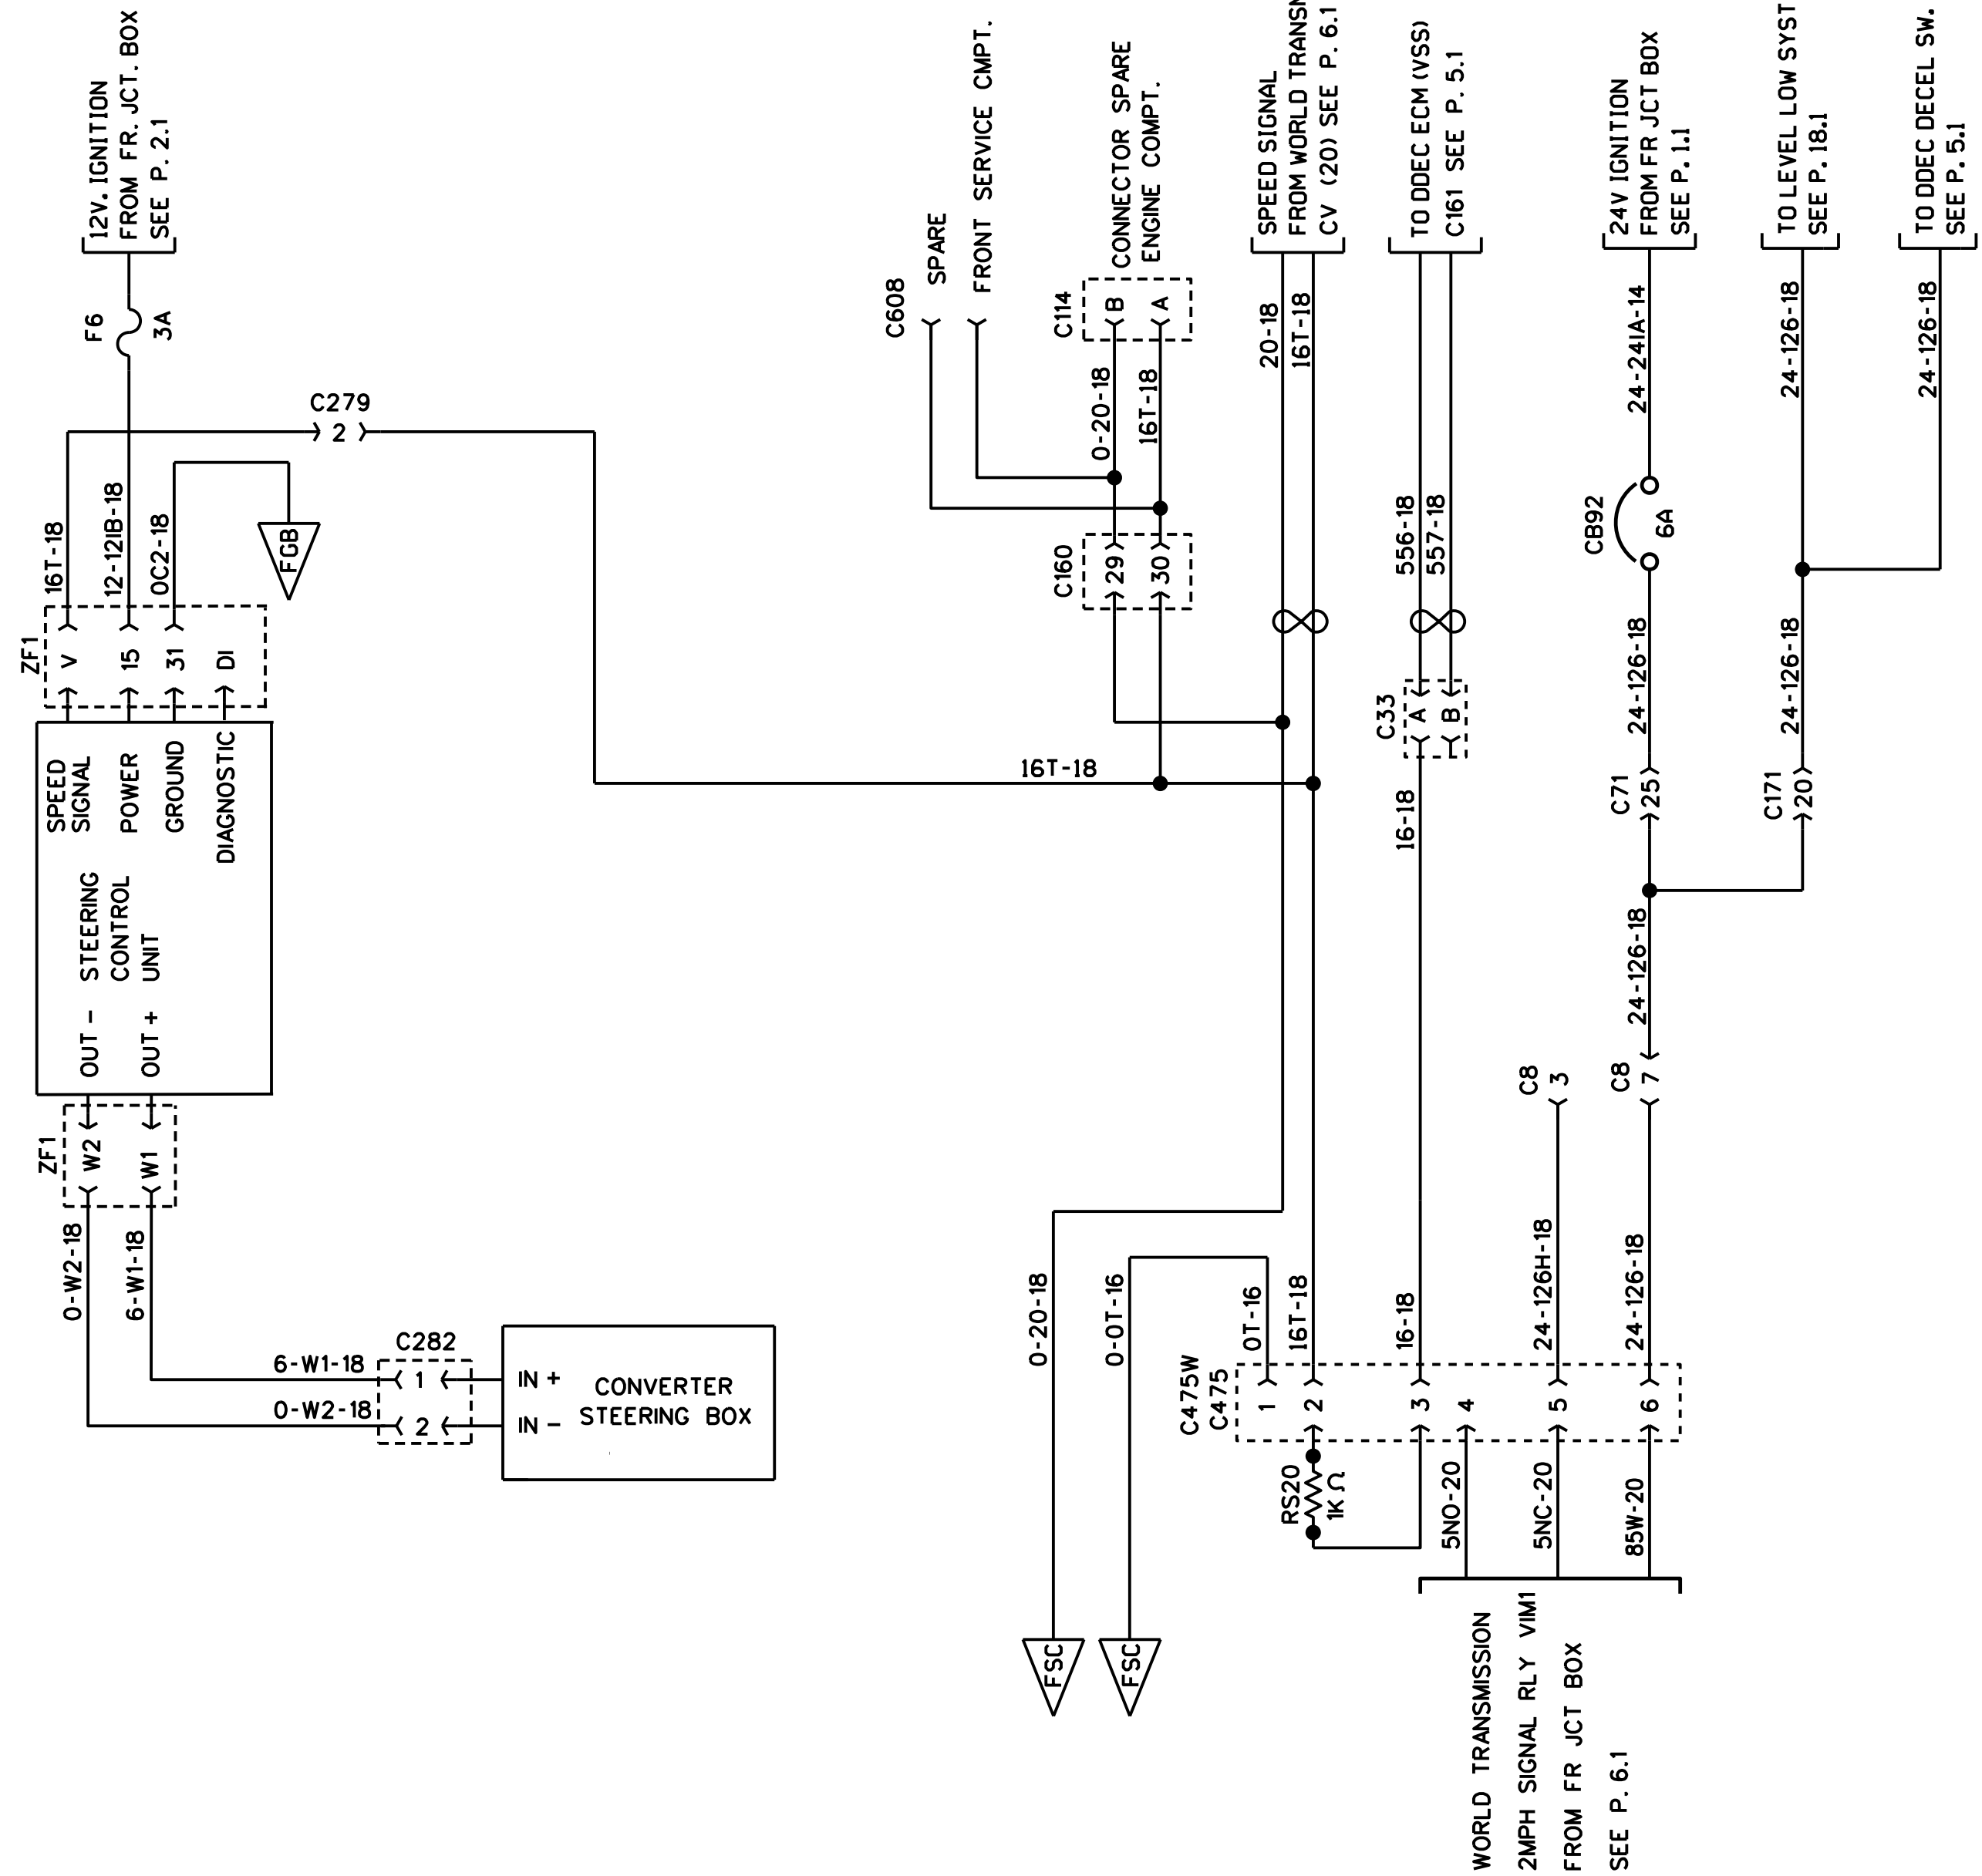 12V. IGNITION
FROM FR. JCT. BOX
SEE P. 2.1
F6
3A
C279
2
16T-18
12-12IB-18
0C2-18
FGB
ZF1
V
15
31
DI
SPEED
SIGNAL
POWER
GROUND
DIAGNOSTIC
STEERING
CONTROL
UNIT
OUT -
OUT +
ZF1
W2
W1
0-W2-18
6-W1-18
6-W1-18
0-W2-18
C282
1
2
IN +
IN -
CONVERTER
STEERING BOX
C608
SPARE
FRONT SERVICE CMPT.
CONNECTOR SPARE
ENGINE COMPT.
C114
B
A
0-20-18
16T-18
C160
29
30
16T-18
SPEED SIGNAL
FROM WORLD
CV (20) SEE P. 6.1
20-18
16T-18
TO DDEC ECM (VSS)
C161 SEE P. 5.1
556-18
557-18
C33
A
B
16-18
24V IGNITION
FROM FR JCT BOX
SEE P. 1.1
24-24IA-14
CB92
6A
24-126-18
C71
25
24-126-18
C8
3
C8
7
TO LEVEL LOW
SEE P. 18.1
24-126-18
24-126-18
C171
20
TO DDEC DECEL SW.
SEE P. 5.1
24-126-18
0-20-18
0-0T-16
0T-16
16T-18
16-18
24-126H-18
24-126-18
C475W
C475
1
2
3
4
5
6
RS20
1K Ω
5NO-20
5NC-20
85W-20
FSC
FSC
WORLD TRANSMISSION
2MPH SIGNAL RLY VIM1
FROM FR JCT BOX
SEE P. 6.1